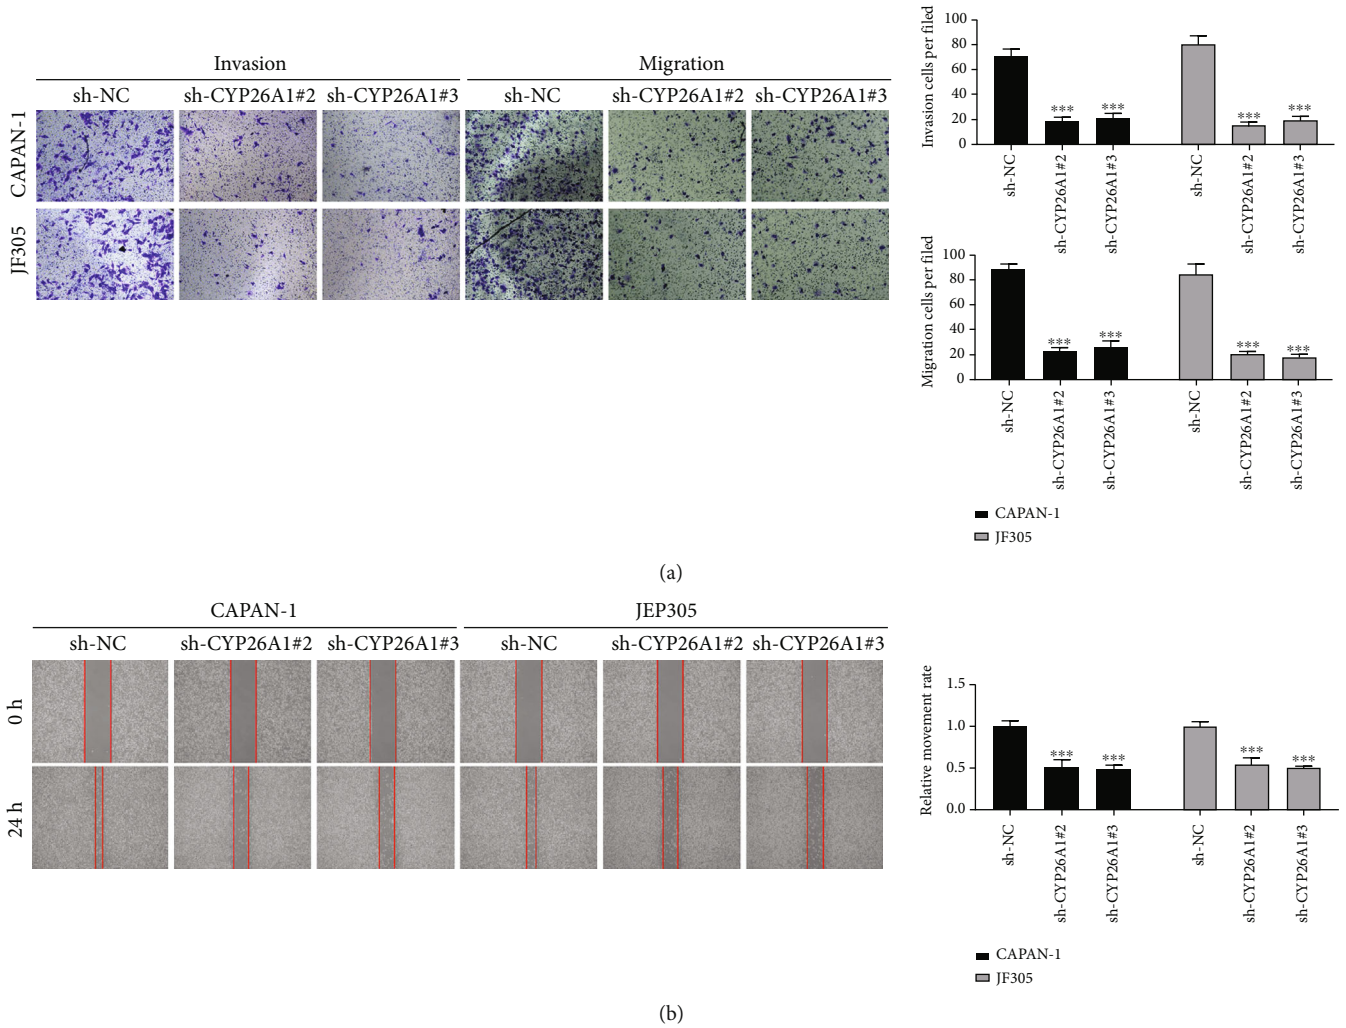 Invasion Migration
sh-NC sh-CYP26A1#2 sh-CYP26A1#3 sh-NC sh-CYP26A1#2 sh-CYP26A1#3
CAPAN-1
JF305
Invasion cells per filed
100
80
60
40
20
0
*** *** *** ***
sh-NC sh-CYP26A1#2 sh-CYP26A1#3 sh-NC sh-CYP26A1#2 sh-CYP26A1#3
Migration cells per filed
100
80
60
40
20
0
*** *** *** ***
sh-NC sh-CYP26A1#2 sh-CYP26A1#3 sh-NC sh-CYP26A1#2 sh-CYP26A1#3
CAPAN-1
JF305
(a)
CAPAN-1 JEP305
sh-NC sh-CYP26A1#2 sh-CYP26A1#3 sh-NC sh-CYP26A1#2 sh-CYP26A1#3
0 h
24 h
Relative movement rate
1.5
1.0
0.5
0.0
*** *** *** ***
sh-NC sh-CYP26A1#2 sh-CYP26A1#3 sh-NC sh-CYP26A1#2 sh-CYP26A1#3
CAPAN-1
JF305
(b)